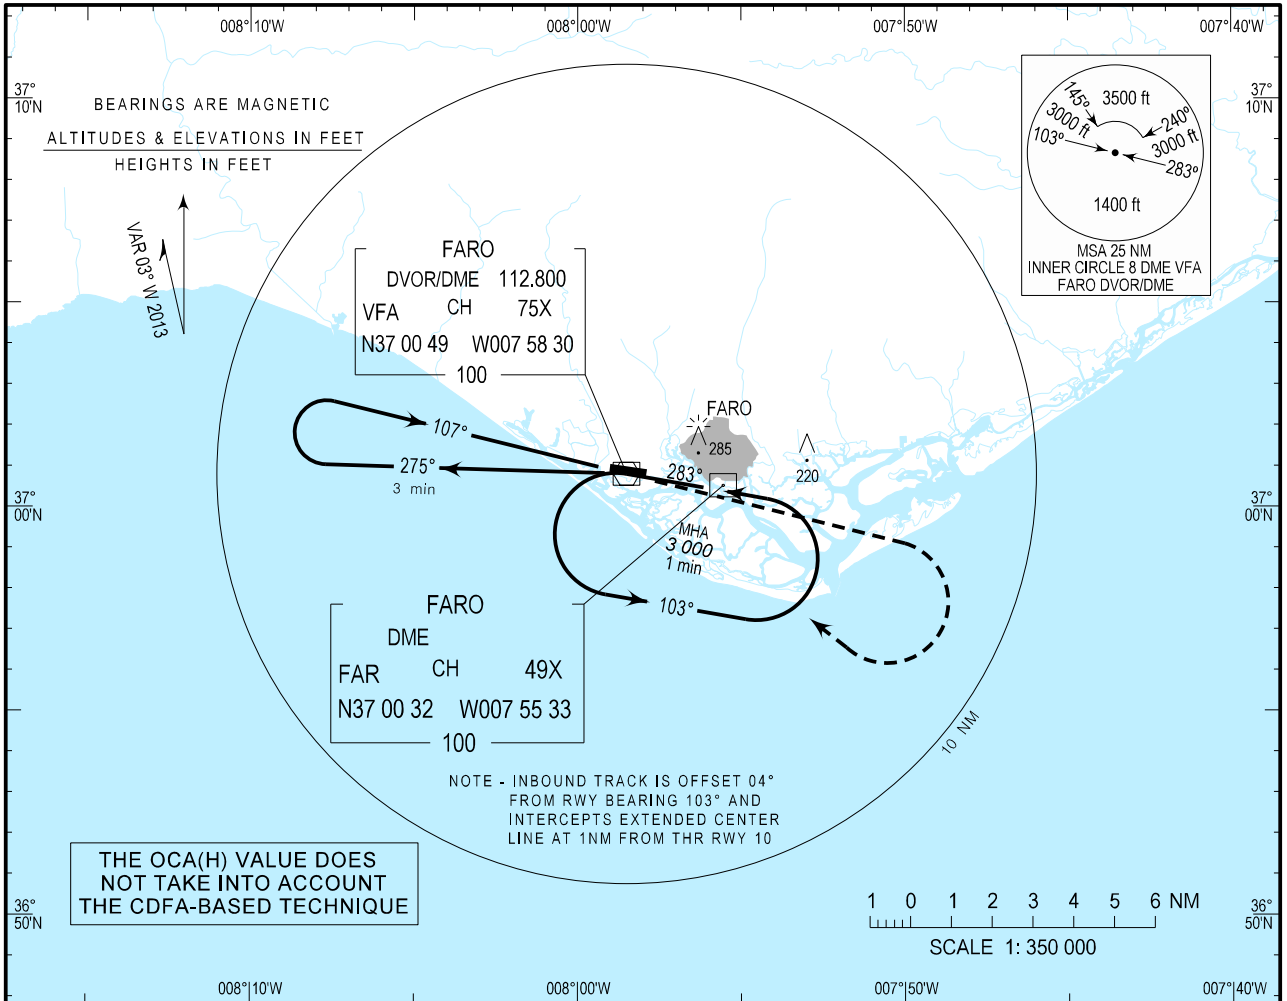 008°10'W
008°00'W
007°50'W
007°40'W
37°
10'N
37°
10'N
BEARINGS ARE MAGNETIC
ALTITUDES & ELEVATIONS IN FEET
HEIGHTS IN FEET
VAR 03° W 2013
3500 ft
145°
3000 ft
103°
240°
3000 ft
283°
1400 ft
MSA 25 NM
INNER CIRCLE 8 DME VFA
FARO DVOR/DME
FARO
DVOR/DME 112.800
VFA CH 75X
N37 00 49 W007 58 30
100
FARO
285
220
107°
275°
3 min
283°
MHA
3 000
1 min
103°
37°
00'N
37°
00'N
FARO
DME
FAR CH 49X
N37 00 32 W007 55 33
100
10 NM
NOTE - INBOUND TRACK IS OFFSET 04°
FROM RWY BEARING 103° AND
INTERCEPTS EXTENDED CENTER
LINE AT 1NM FROM THR RWY 10
THE OCA(H) VALUE DOES
NOT TAKE INTO ACCOUNT
THE CDFA-BASED TECHNIQUE
1 0 1 2 3 4 5 6 NM
SCALE 1: 350 000
36°
50'N
36°
50'N
008°10'W
008°00'W
007°50'W
007°40'W